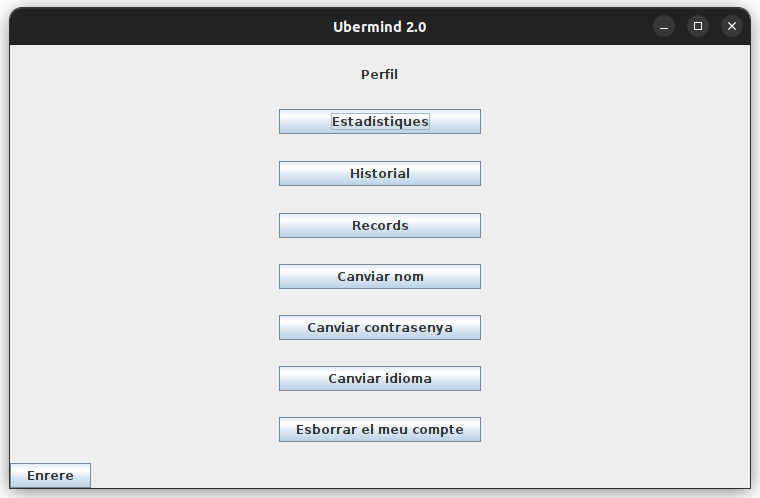 Ubermind 2.0
Perfil
Estadístiques
Historial
Records
Canviar nom
Canviar contrasenya
Canviar idioma
Esborrar el meu compte
Enrere